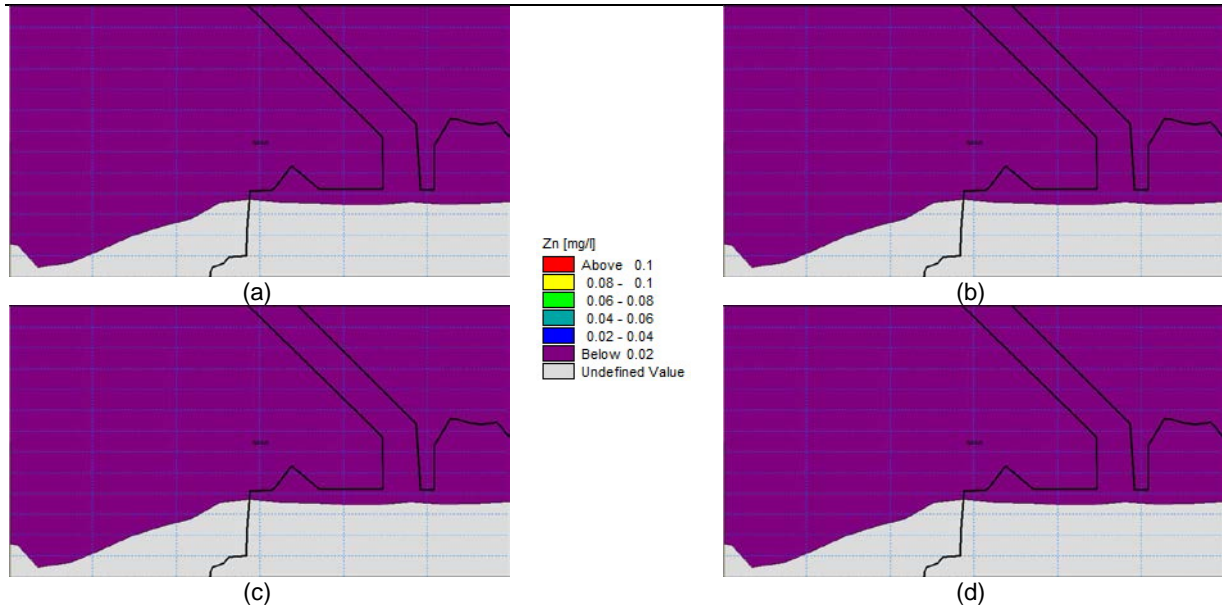 (a)
(b)
Zn [mg/l]
Above 0.1
0.08 - 0.1
0.06 - 0.08
0.04 - 0.06
0.02 - 0.04
Below 0.02
Undefined Value
(c)
(d)